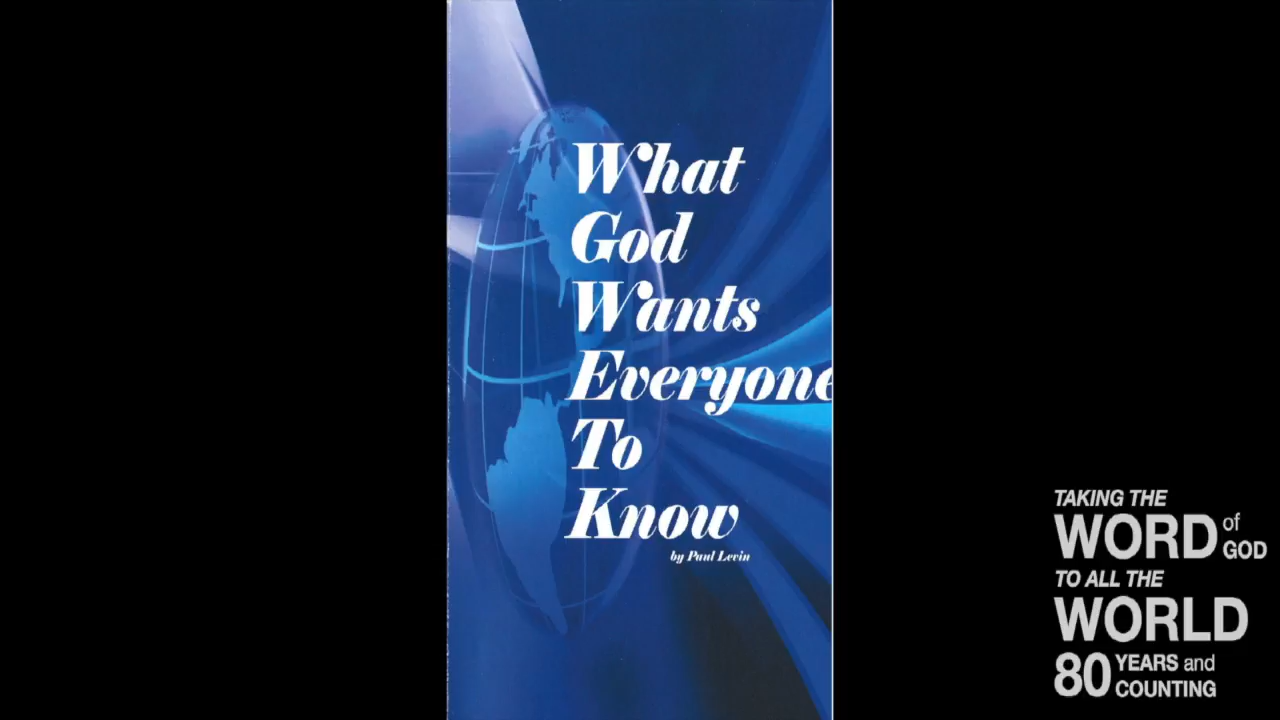 What
God
Wants
Everyone
To
Know
by Paul Levin
TAKING THE
WORD of GOD
TO ALL THE
WORLD
80 YEARS and
COUNTING